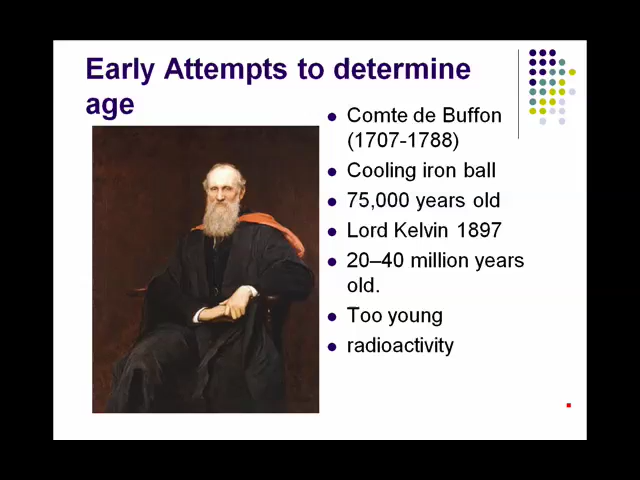 Early Attempts to determine
age
Comte de Buffon
(1707-1788)
Cooling iron ball
75,000 years old
Lord Kelvin 1897
20–40 million years
old.
Too young
radioactivity